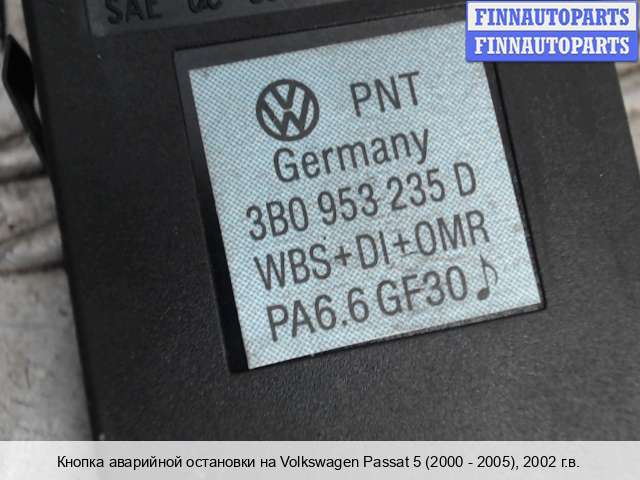 SAE
FINNAUTOPARTS
FINNAUTOPARTS
PNT
Germany
3B0 953 235 D
WBS+DI+OMR
PA6.6 GF30
Кнопка аварийной остановки на Volkswagen Passat 5 (2000 - 2005), 2002 г.в.